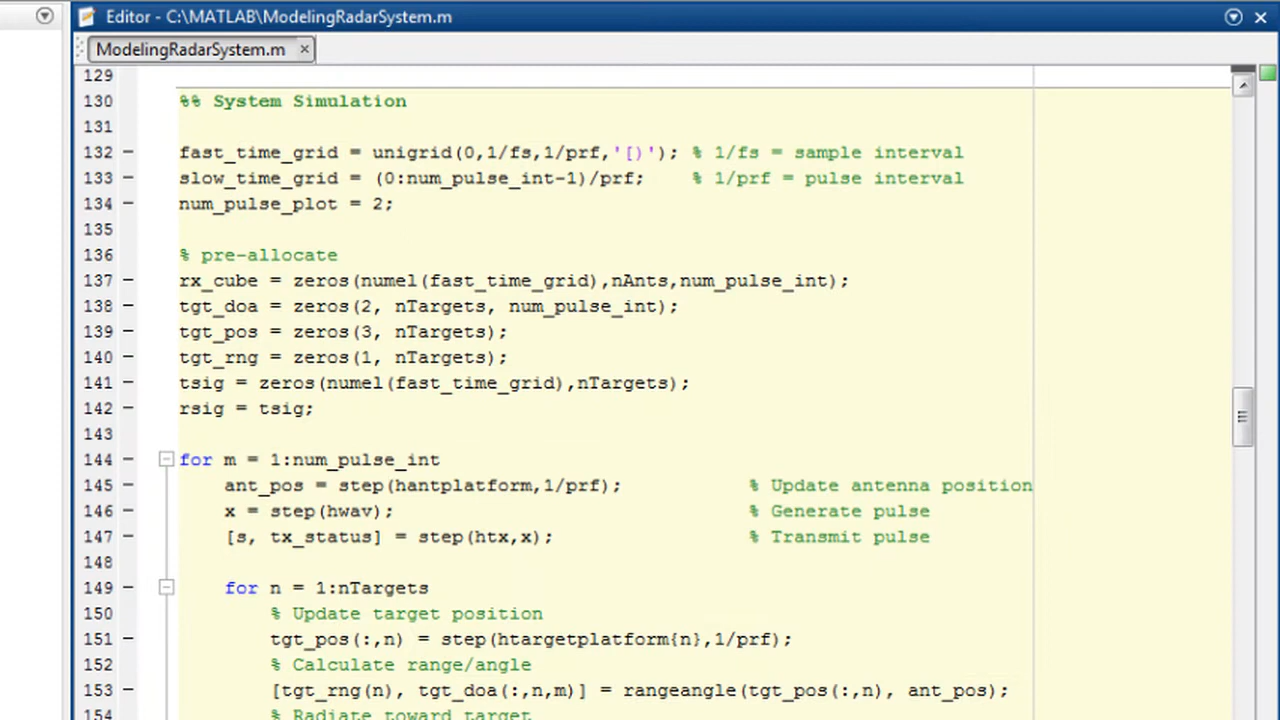 Editor - C:\MATLAB\ModelingRadarSystem.m
ModelingRadarSystem.m ×
129
130 %% System Simulation
131
132 – fast_time_grid = unigrid(0,1/fs,1/prf,'[)'); % 1/fs = sample interval
133 – slow_time_grid = (0:num_pulse_int-1)/prf; % 1/prf = pulse interval
134 – num_pulse_plot = 2;
135
136 % pre-allocate
137 – rx_cube = zeros(numel(fast_time_grid),nAnts,num_pulse_int);
138 – tgt_doa = zeros(2, nTargets, num_pulse_int);
139 – tgt_pos = zeros(3, nTargets);
140 – tgt_rng = zeros(1, nTargets);
141 – tsig = zeros(numel(fast_time_grid),nTargets);
142 – rsig = tsig;
143
144 – for m = 1:num_pulse_int
145 – ant_pos = step(hantplatform,1/prf); % Update antenna position
146 – x = step(hwav); % Generate pulse
147 – [s, tx_status] = step(htx,x); % Transmit pulse
148
149 – for n = 1:nTargets
150 % Update target position
151 – tgt_pos(:,n) = step(htargetplatform{n},1/prf);
152 % Calculate range/angle
153 – [tgt_rng(n), tgt_doa(:,n,m)] = rangeangle(tgt_pos(:,n), ant_pos);
154 % Radiate toward target